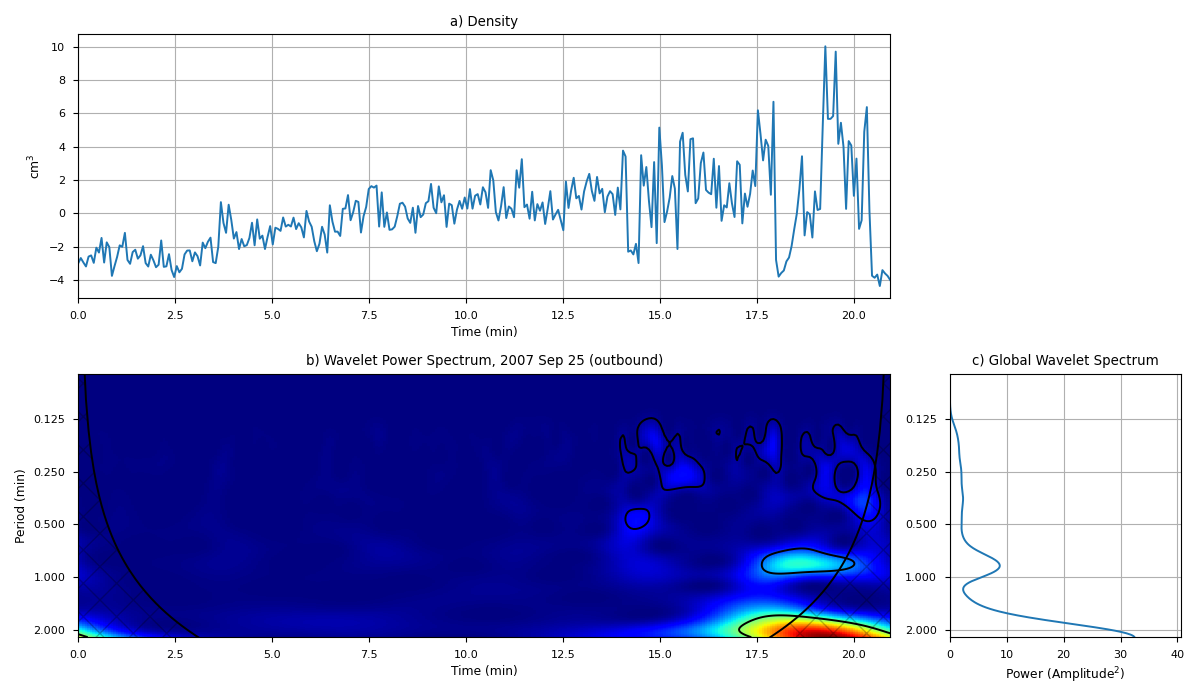 a) Density
10
8
6
4
2
0
−2
−4
cm³
0.0 2.5 5.0 7.5 10.0 12.5 15.0 17.5 20.0
Time (min)
b) Wavelet Power Spectrum, 2007 Sep 25 (outbound)
0.125
0.250
0.500
1.000
2.000
Period (min)
0.0 2.5 5.0 7.5 10.0 12.5 15.0 17.5 20.0
Time (min)
c) Global Wavelet Spectrum
0.125
0.250
0.500
1.000
2.000
0 10 20 30 40
Power (Amplitude²)